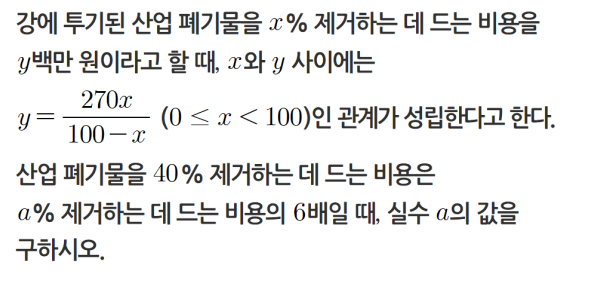 강에 투기된 산업 폐기물을 x% 제거하는 데 드는 비용을
y백만 원이라고 할 때, x와 y 사이에는
y = 270x / (100 − x) (0 ≤ x < 100)인 관계가 성립한다고 한다.
산업 폐기물을 40% 제거하는 데 드는 비용은
a% 제거하는 데 드는 비용의 6배일 때, 실수 a의 값을
구하시오.